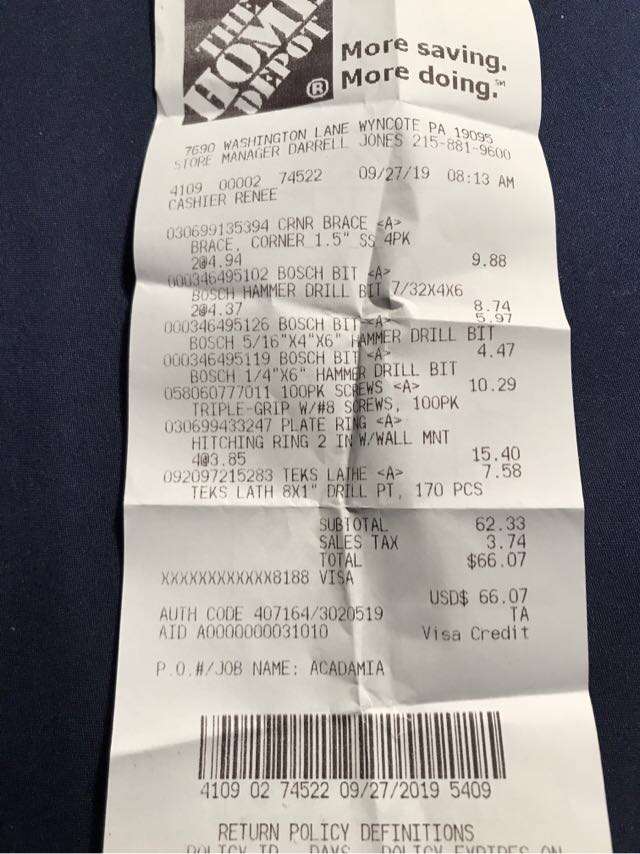 THE
HOME
DEPOT
®
More saving.
More doing.℠
7690 WASHINGTON LANE WYNCOTE PA 19095
STORE MANAGER DARRELL JONES 215-881-9600
4109 00002 74522 09/27/19 08:13 AM
CASHIER RENEE
030699135394 CRNR BRACE <A>
BRACE, CORNER 1.5" SS 4PK
2@4.94 9.88
000346495102 BOSCH BIT <A>
BOSCH HAMMER DRILL BIT 7/32X4X6
2@4.37 8.74
000346495126 BOSCH BIT <A> 5.97
BOSCH 5/16"X4"X6" HAMMER DRILL BIT
000346495119 BOSCH BIT <A> 4.47
BOSCH 1/4"X6" HAMMER DRILL BIT
058060777011 100PK SCREWS <A> 10.29
TRIPLE-GRIP W/#8 SCREWS, 100PK
030699433247 PLATE RING <A>
HITCHING RING 2 IN W/WALL MNT
4@3.85 15.40
092097215283 TEKS LATHE <A> 7.58
TEKS LATH 8X1" DRILL PT, 170 PCS
SUBTOTAL 62.33
SALES TAX 3.74
TOTAL $66.07
XXXXXXXXXXXX8188 VISA
USD$ 66.07
AUTH CODE 407164/3020519 TA
AID A0000000031010 Visa Credit
P.O.#/JOB NAME: ACADAMIA
4109 02 74522 09/27/2019 5409
RETURN POLICY DEFINITIONS
POLICY ID DAYS POLICY EXPIRES ON